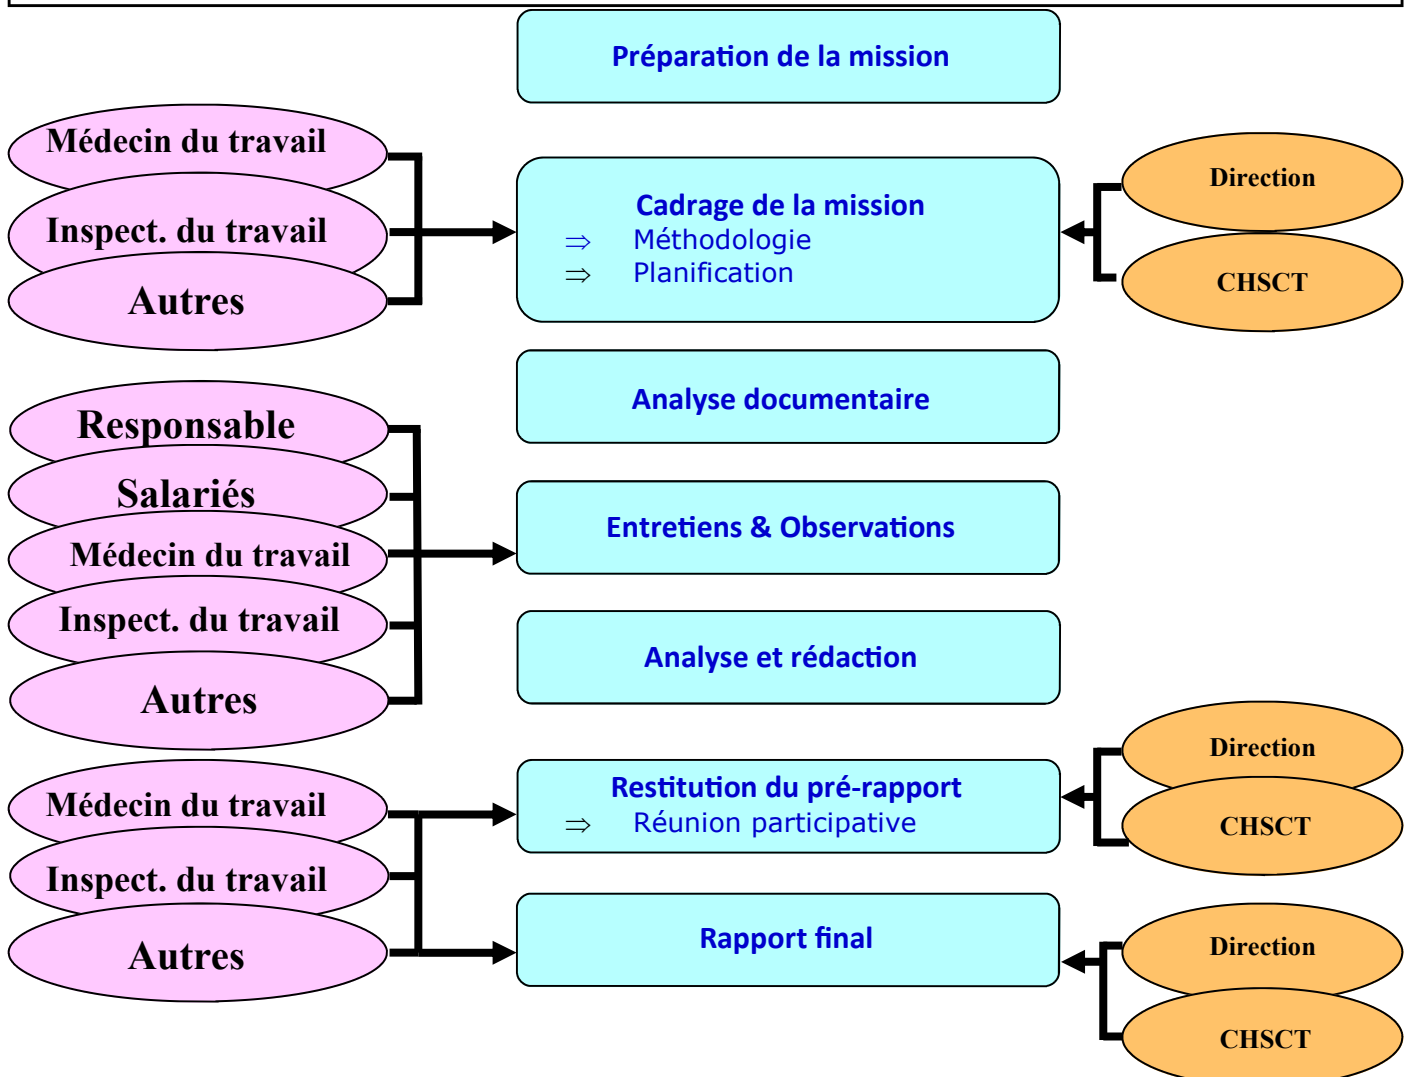 Préparation de la mission
Médecin du travail
Inspect. du travail
Autres
Cadrage de la mission
⇒ Méthodologie
⇒ Planification
Direction
CHSCT
Analyse documentaire
Responsable
Salariés
Médecin du travail
Inspect. du travail
Autres
Entretiens & Observations
Analyse et rédaction
Médecin du travail
Inspect. du travail
Autres
Restitution du pré-rapport
⇒ Réunion participative
Direction
CHSCT
Rapport final
Direction
CHSCT